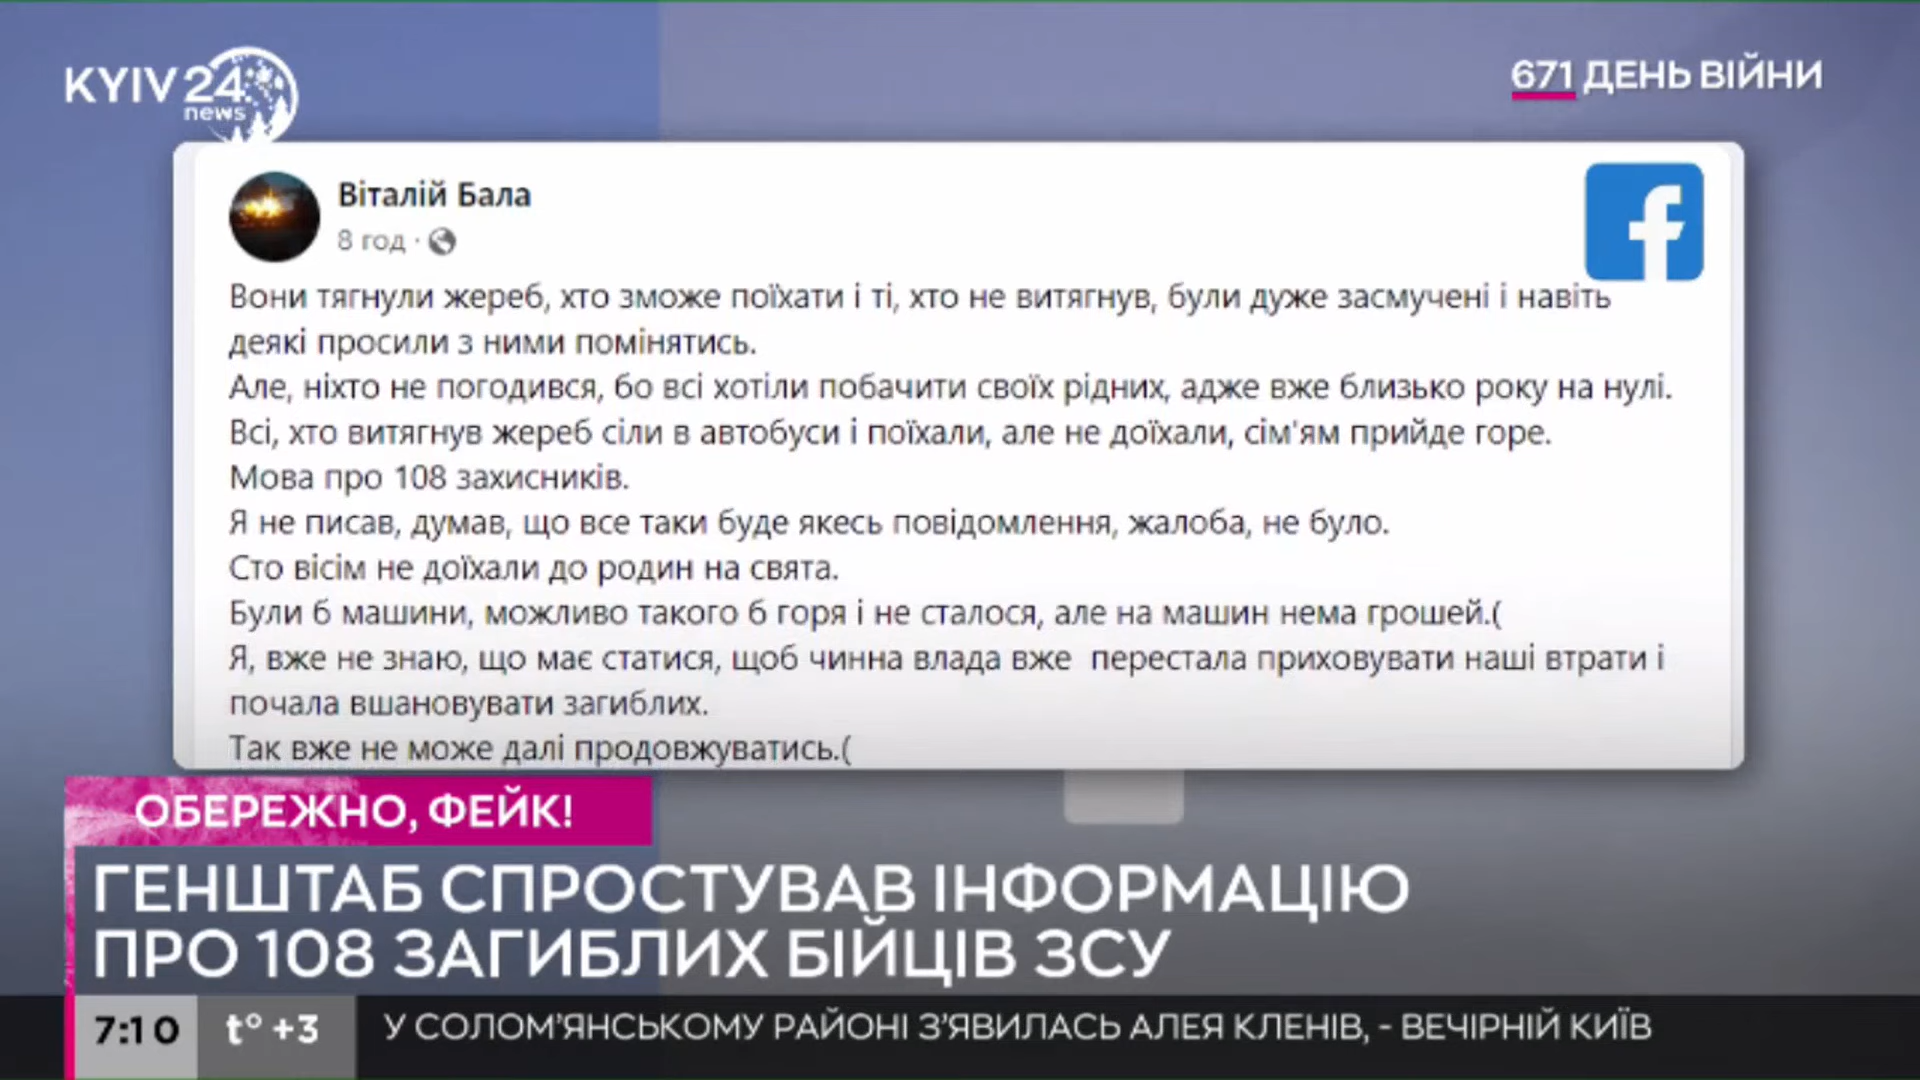 KYIV 24
news
671 ДЕНЬ ВІЙНИ
Віталій Бала
8 год ·
Вони тягнули жереб, хто зможе поїхати і ті, хто не витягнув, були дуже засмучені і навіть
деякі просили з ними помінятись.
Але, ніхто не погодився, бо всі хотіли побачити своїх рідних, адже вже близько року на нулі.
Всі, хто витягнув жереб сіли в автобуси і поїхали, але не доїхали, сім'ям прийде горе.
Мова про 108 захисників.
Я не писав, думав, що все таки буде якесь повідомлення, жалоба, не було.
Сто вісім не доїхали до родин на свята.
Були б машини, можливо такого б горя і не сталося, але на машин нема грошей.(
Я, вже не знаю, що має статися, щоб чинна влада вже перестала приховувати наші втрати і
почала вшановувати загиблих.
Так вже не може далі продовжуватись.(
ОБЕРЕЖНО, ФЕЙК!
ГЕНШТАБ СПРОСТУВАВ ІНФОРМАЦІЮ
ПРО 108 ЗАГИБЛИХ БІЙЦІВ ЗСУ
7:10 t° +3 У СОЛОМ'ЯНСЬКОМУ РАЙОНІ З'ЯВИЛАСЬ АЛЕЯ КЛЕНІВ, - ВЕЧІРНІЙ КИЇВ